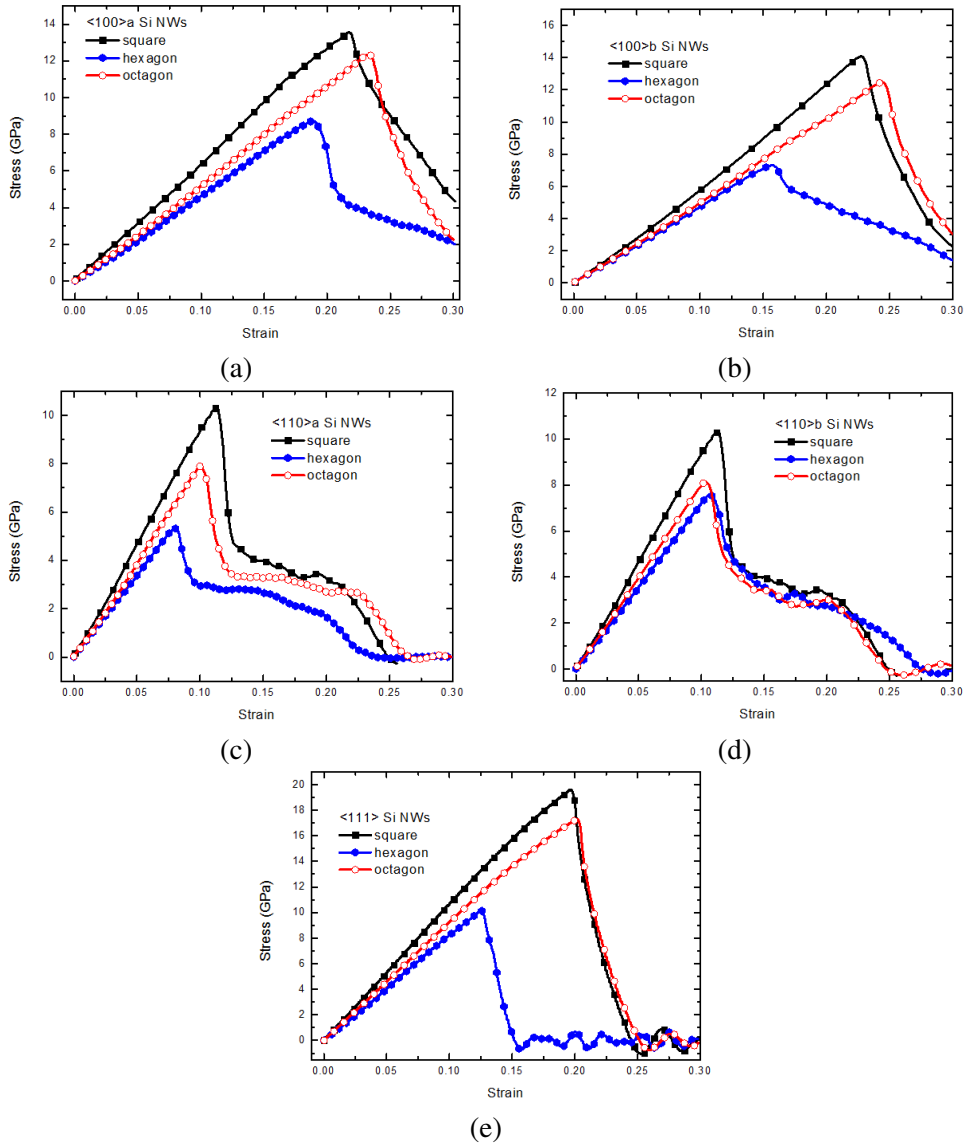 <100>a Si NWs
square
hexagon
octagon
14
12
10
8
6
4
2
0
Stress (GPa)
0.00 0.05 0.10 0.15 0.20 0.25 0.30
Strain
(a)
<100>b Si NWs
square
hexagon
octagon
16
14
12
10
8
6
4
2
0
Stress (GPa)
0.00 0.05 0.10 0.15 0.20 0.25 0.30
Strain
(b)
<110>a Si NWs
square
hexagon
octagon
10
8
6
4
2
0
Stress (GPa)
0.00 0.05 0.10 0.15 0.20 0.25 0.30
Strain
(c)
<110>b Si NWs
square
hexagon
octagon
12
10
8
6
4
2
0
Stress (GPa)
0.00 0.05 0.10 0.15 0.20 0.25 0.30
Strain
(d)
<111> Si NWs
square
hexagon
octagon
20
18
16
14
12
10
8
6
4
2
0
Stress (GPa)
0.00 0.05 0.10 0.15 0.20 0.25 0.30
Strain
(e)